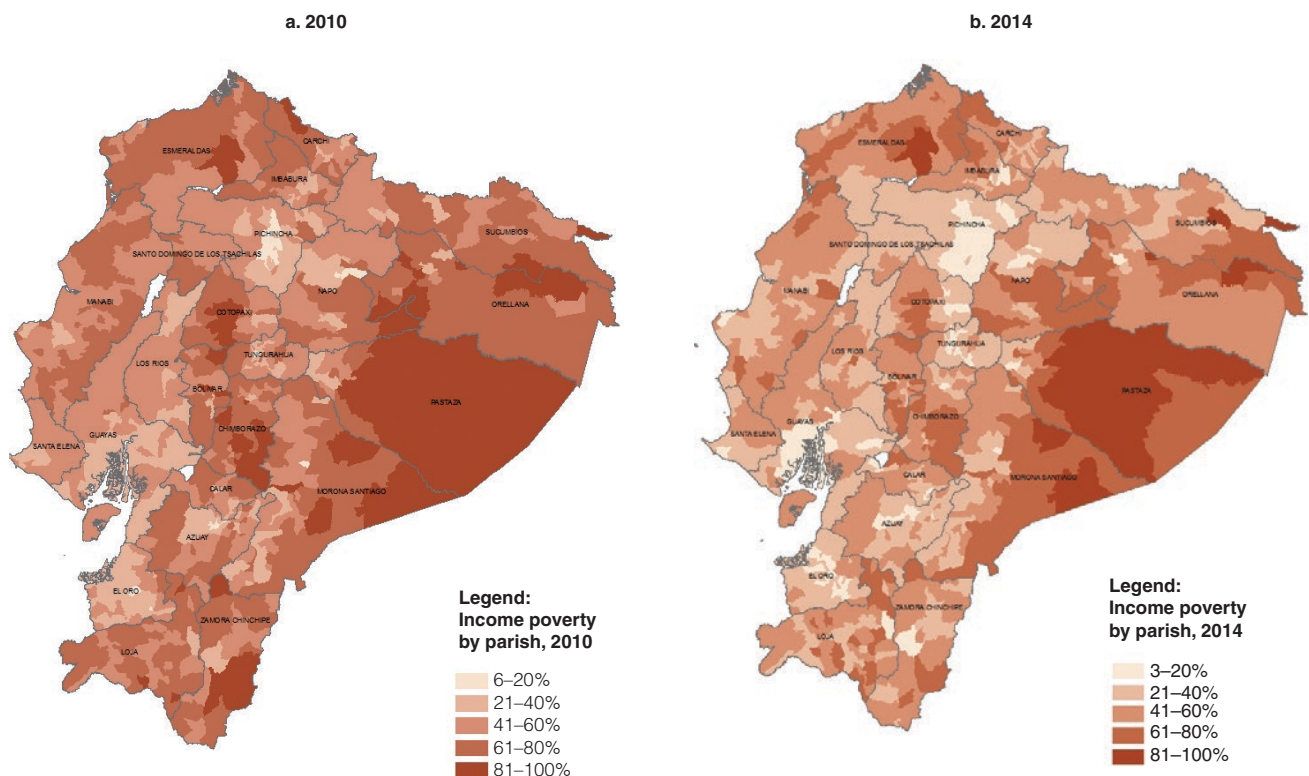 a. 2010
b. 2014
ESMERALDAS
CARCHI
IMBABURA
PICHINCHA
SUCUMBIOS
SANTO DOMINGO DE LOS TSACHILAS
NAPO
ORELLANA
MANABI
COTOPAXI
TUNGURAHUA
LOS RIOS
BOLIVAR
PASTAZA
CHIMBORAZO
GUAYAS
SANTA ELENA
CAÑAR
MORONA SANTIAGO
AZUAY
EL ORO
ZAMORA CHINCHIPE
LOJA
Legend:
Income poverty
by parish, 2010
6–20%
21–40%
41–60%
61–80%
81–100%
ESMERALDAS
CARCHI
IMBABURA
PICHINCHA
SUCUMBIOS
SANTO DOMINGO DE LOS TSACHILAS
NAPO
ORELLANA
MANABI
COTOPAXI
TUNGURAHUA
LOS RIOS
BOLIVAR
PASTAZA
CHIMBORAZO
GUAYAS
SANTA ELENA
CAÑAR
MORONA SANTIAGO
AZUAY
EL ORO
ZAMORA CHINCHIPE
LOJA
Legend:
Income poverty
by parish, 2014
3–20%
21–40%
41–60%
61–80%
81–100%